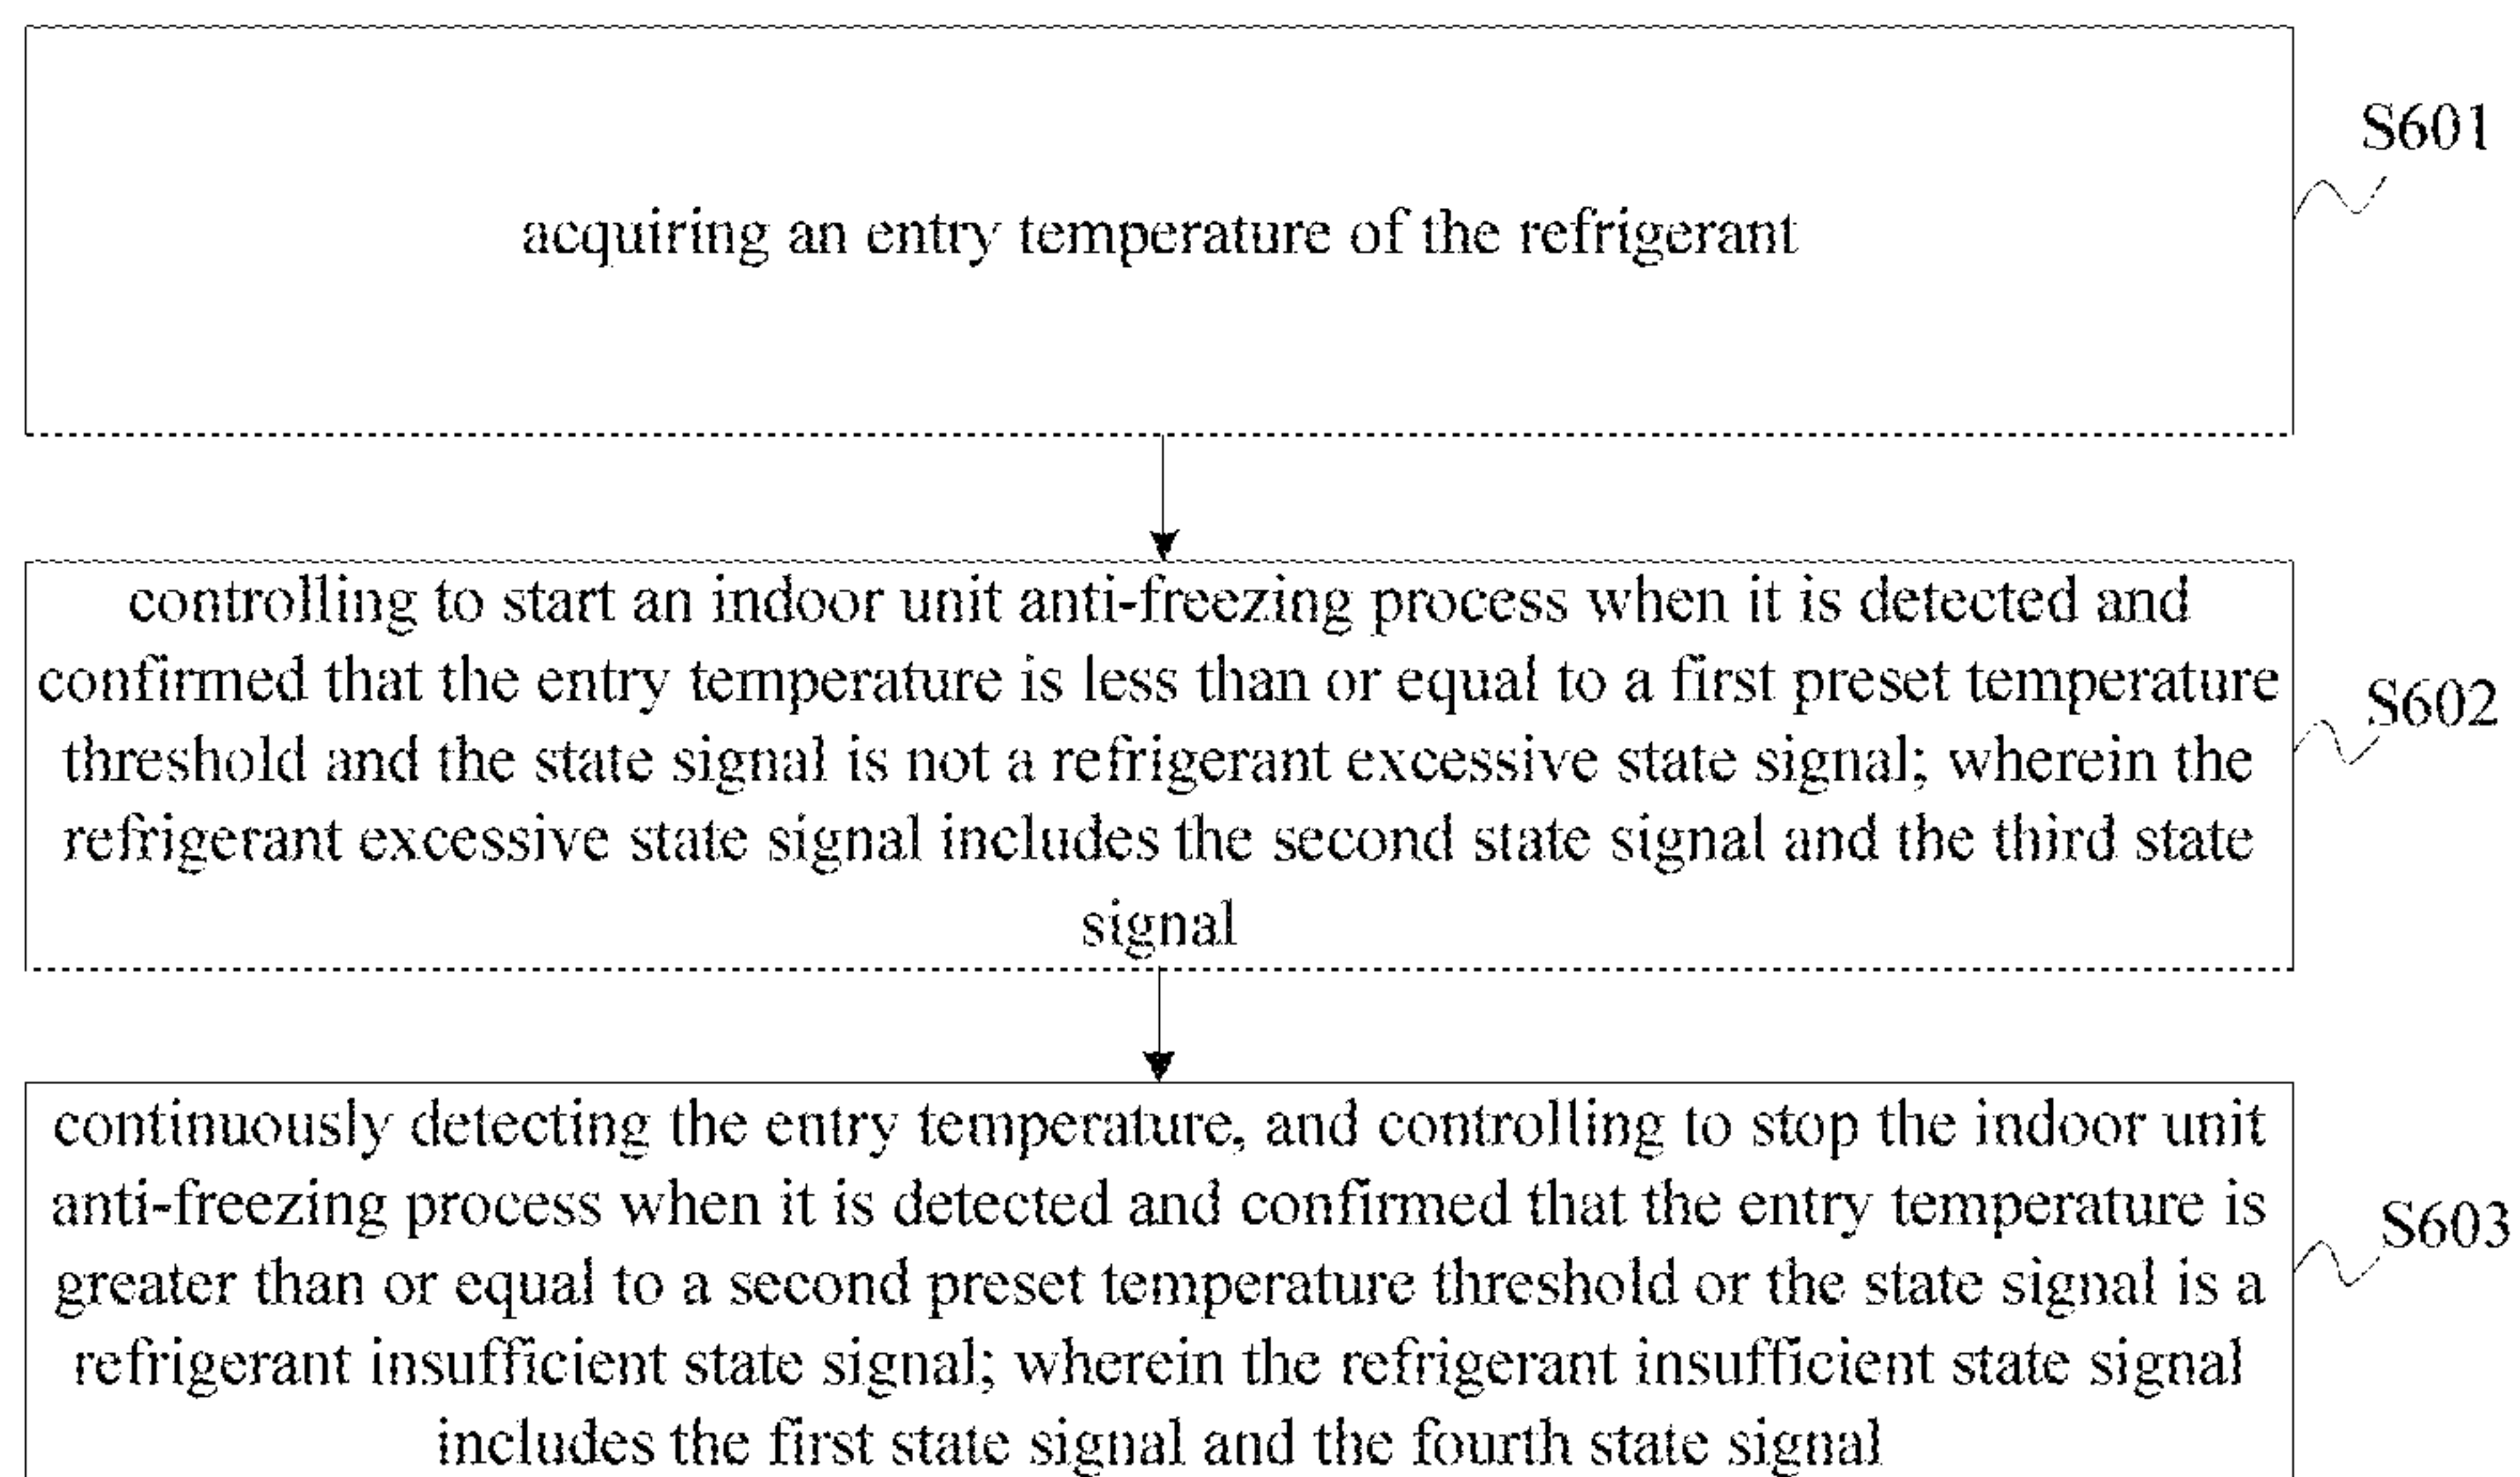 S601
acquiring an entry temperature of the refrigerant
controlling to start an indoor unit anti-freezing process when it is detected and
confirmed that the entry temperature is less than or equal to a first preset temperature
threshold and the state signal is not a refrigerant excessive state signal; wherein the
refrigerant excessive state signal includes the second state signal and the third state
signal
S602
continuously detecting the entry temperature, and controlling to stop the indoor unit
anti-freezing process when it is detected and confirmed that the entry temperature is
greater than or equal to a second preset temperature threshold or the state signal is a
refrigerant insufficient state signal; wherein the refrigerant insufficient state signal
includes the first state signal and the fourth state signal
S603